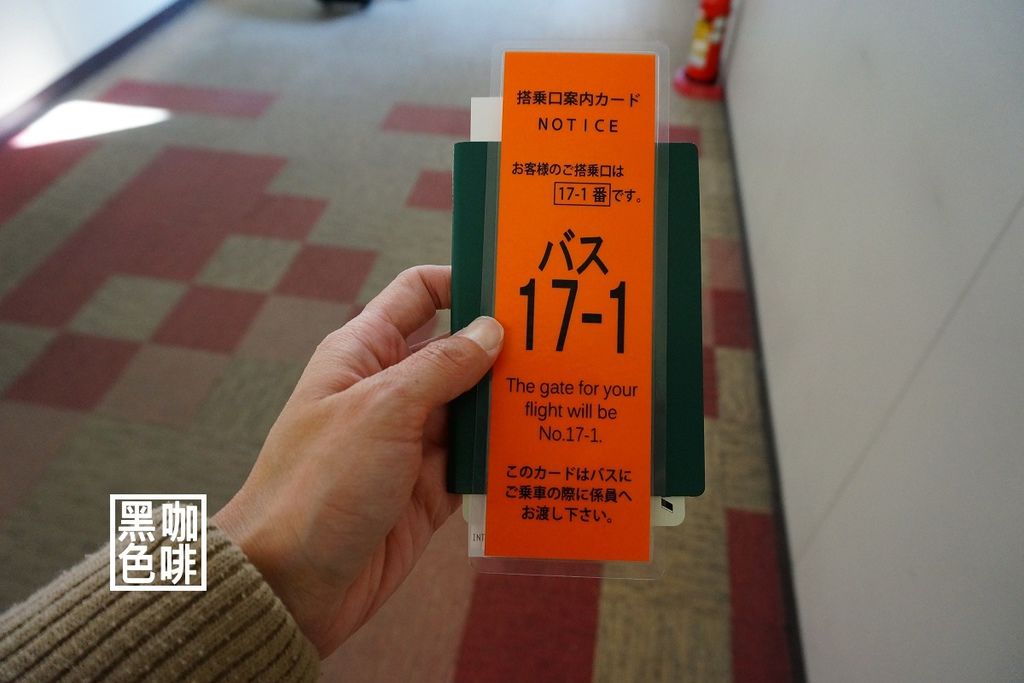 搭乗口案内カード
NOTICE
お客様のご搭乗口は
17-1 番です。
バス
17-1
The gate for your
flight will be
No.17-1.
このカードはバスに
ご乗車の際に係員へ
お渡し下さい。
INT
黑咖
色啡